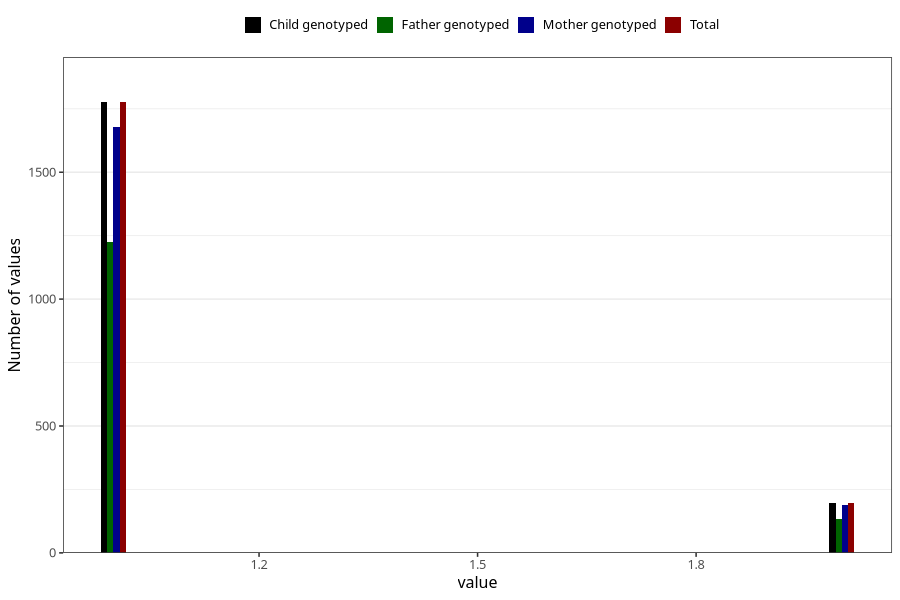 Child genotyped Father genotyped Mother genotyped Total
Number of values
1500
1000
500
0
1.2 1.5 1.8
value